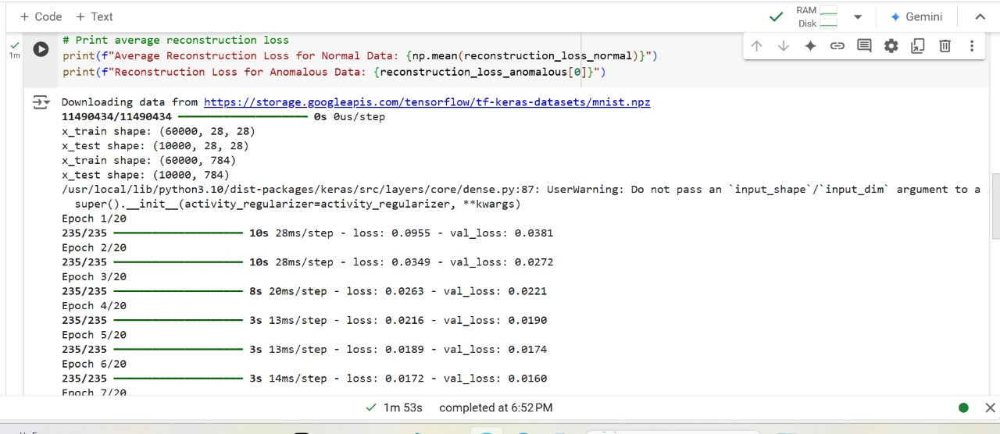 + Code + Text
RAM
Disk
Gemini
1m
# Print average reconstruction loss
print(f"Average Reconstruction Loss for Normal Data: {np.mean(reconstruction_loss_normal)}")
print(f"Reconstruction Loss for Anomalous Data: {reconstruction_loss_anomalous[0]}")
Downloading data from https://storage.googleapis.com/tensorflow/tf-keras-datasets/mnist.npz
11490434/11490434 0s 0us/step
x_train shape: (60000, 28, 28)
x_test shape: (10000, 28, 28)
x_train shape: (60000, 784)
x_test shape: (10000, 784)
/usr/local/lib/python3.10/dist-packages/keras/src/layers/core/dense.py:87: UserWarning: Do not pass an `input_shape`/`input_dim` argument to a
super().__init__(activity_regularizer=activity_regularizer, **kwargs)
Epoch 1/20
235/235 10s 28ms/step - loss: 0.0955 - val_loss: 0.0381
Epoch 2/20
235/235 10s 28ms/step - loss: 0.0349 - val_loss: 0.0272
Epoch 3/20
235/235 8s 20ms/step - loss: 0.0263 - val_loss: 0.0221
Epoch 4/20
235/235 3s 13ms/step - loss: 0.0216 - val_loss: 0.0190
Epoch 5/20
235/235 3s 13ms/step - loss: 0.0189 - val_loss: 0.0174
Epoch 6/20
235/235 3s 14ms/step - loss: 0.0172 - val_loss: 0.0160
Epoch 7/20
1m 53s completed at 6:52 PM